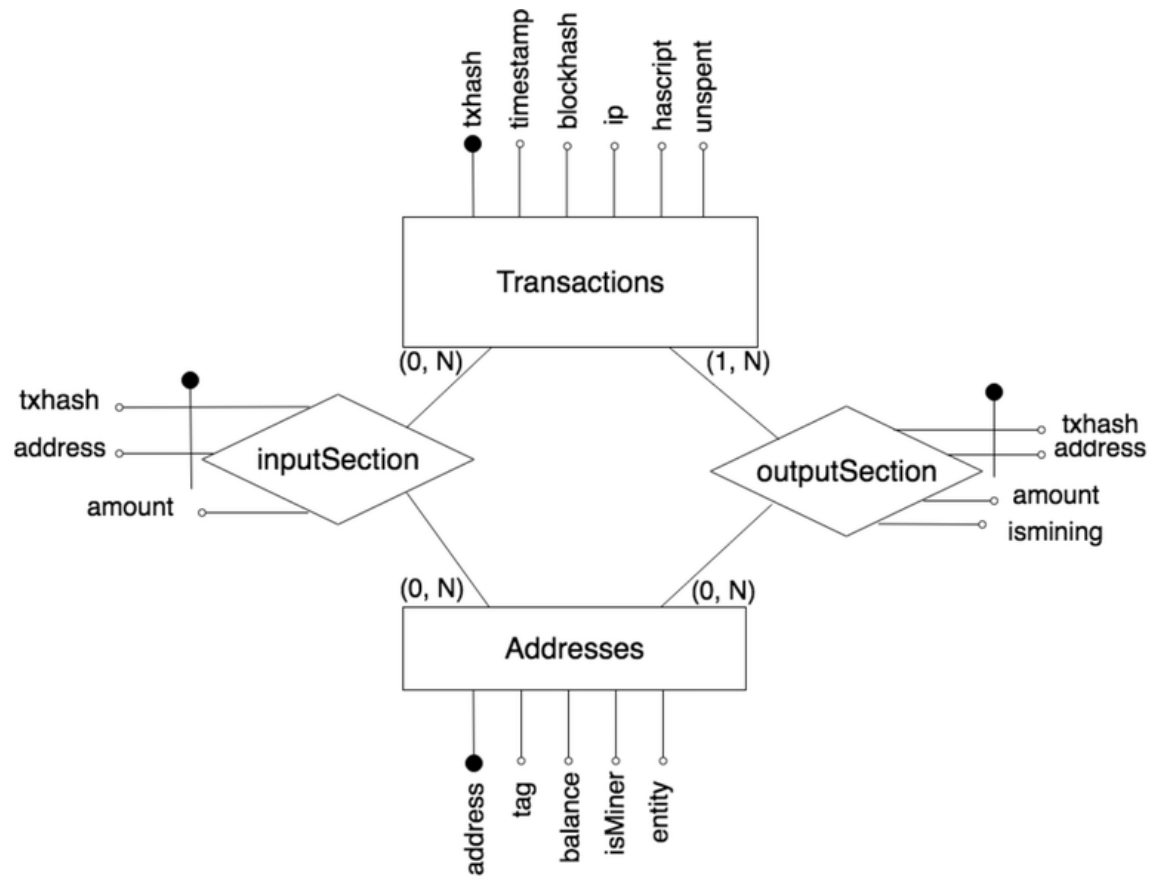 txhash
timestamp
blockhash
ip
hascript
unspent
Transactions
(0, N)
(1, N)
txhash
address
amount
inputSection
outputSection
txhash
address
amount
ismining
(0, N)
(0, N)
Addresses
address
tag
balance
isMiner
entity